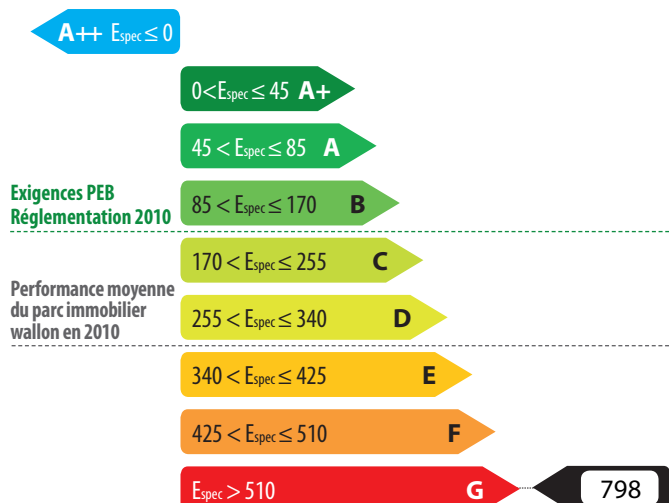 A++ Espec ≤ 0
0<Espec ≤ 45 A+
45 < Espec ≤ 85 A
Exigences PEB
Réglementation 2010
85 < Espec ≤ 170 B
170 < Espec ≤ 255 C
Performance moyenne
du parc immobilier
wallon en 2010
255 < Espec ≤ 340 D
340 < Espec ≤ 425 E
425 < Espec ≤ 510 F
Espec > 510 G
798